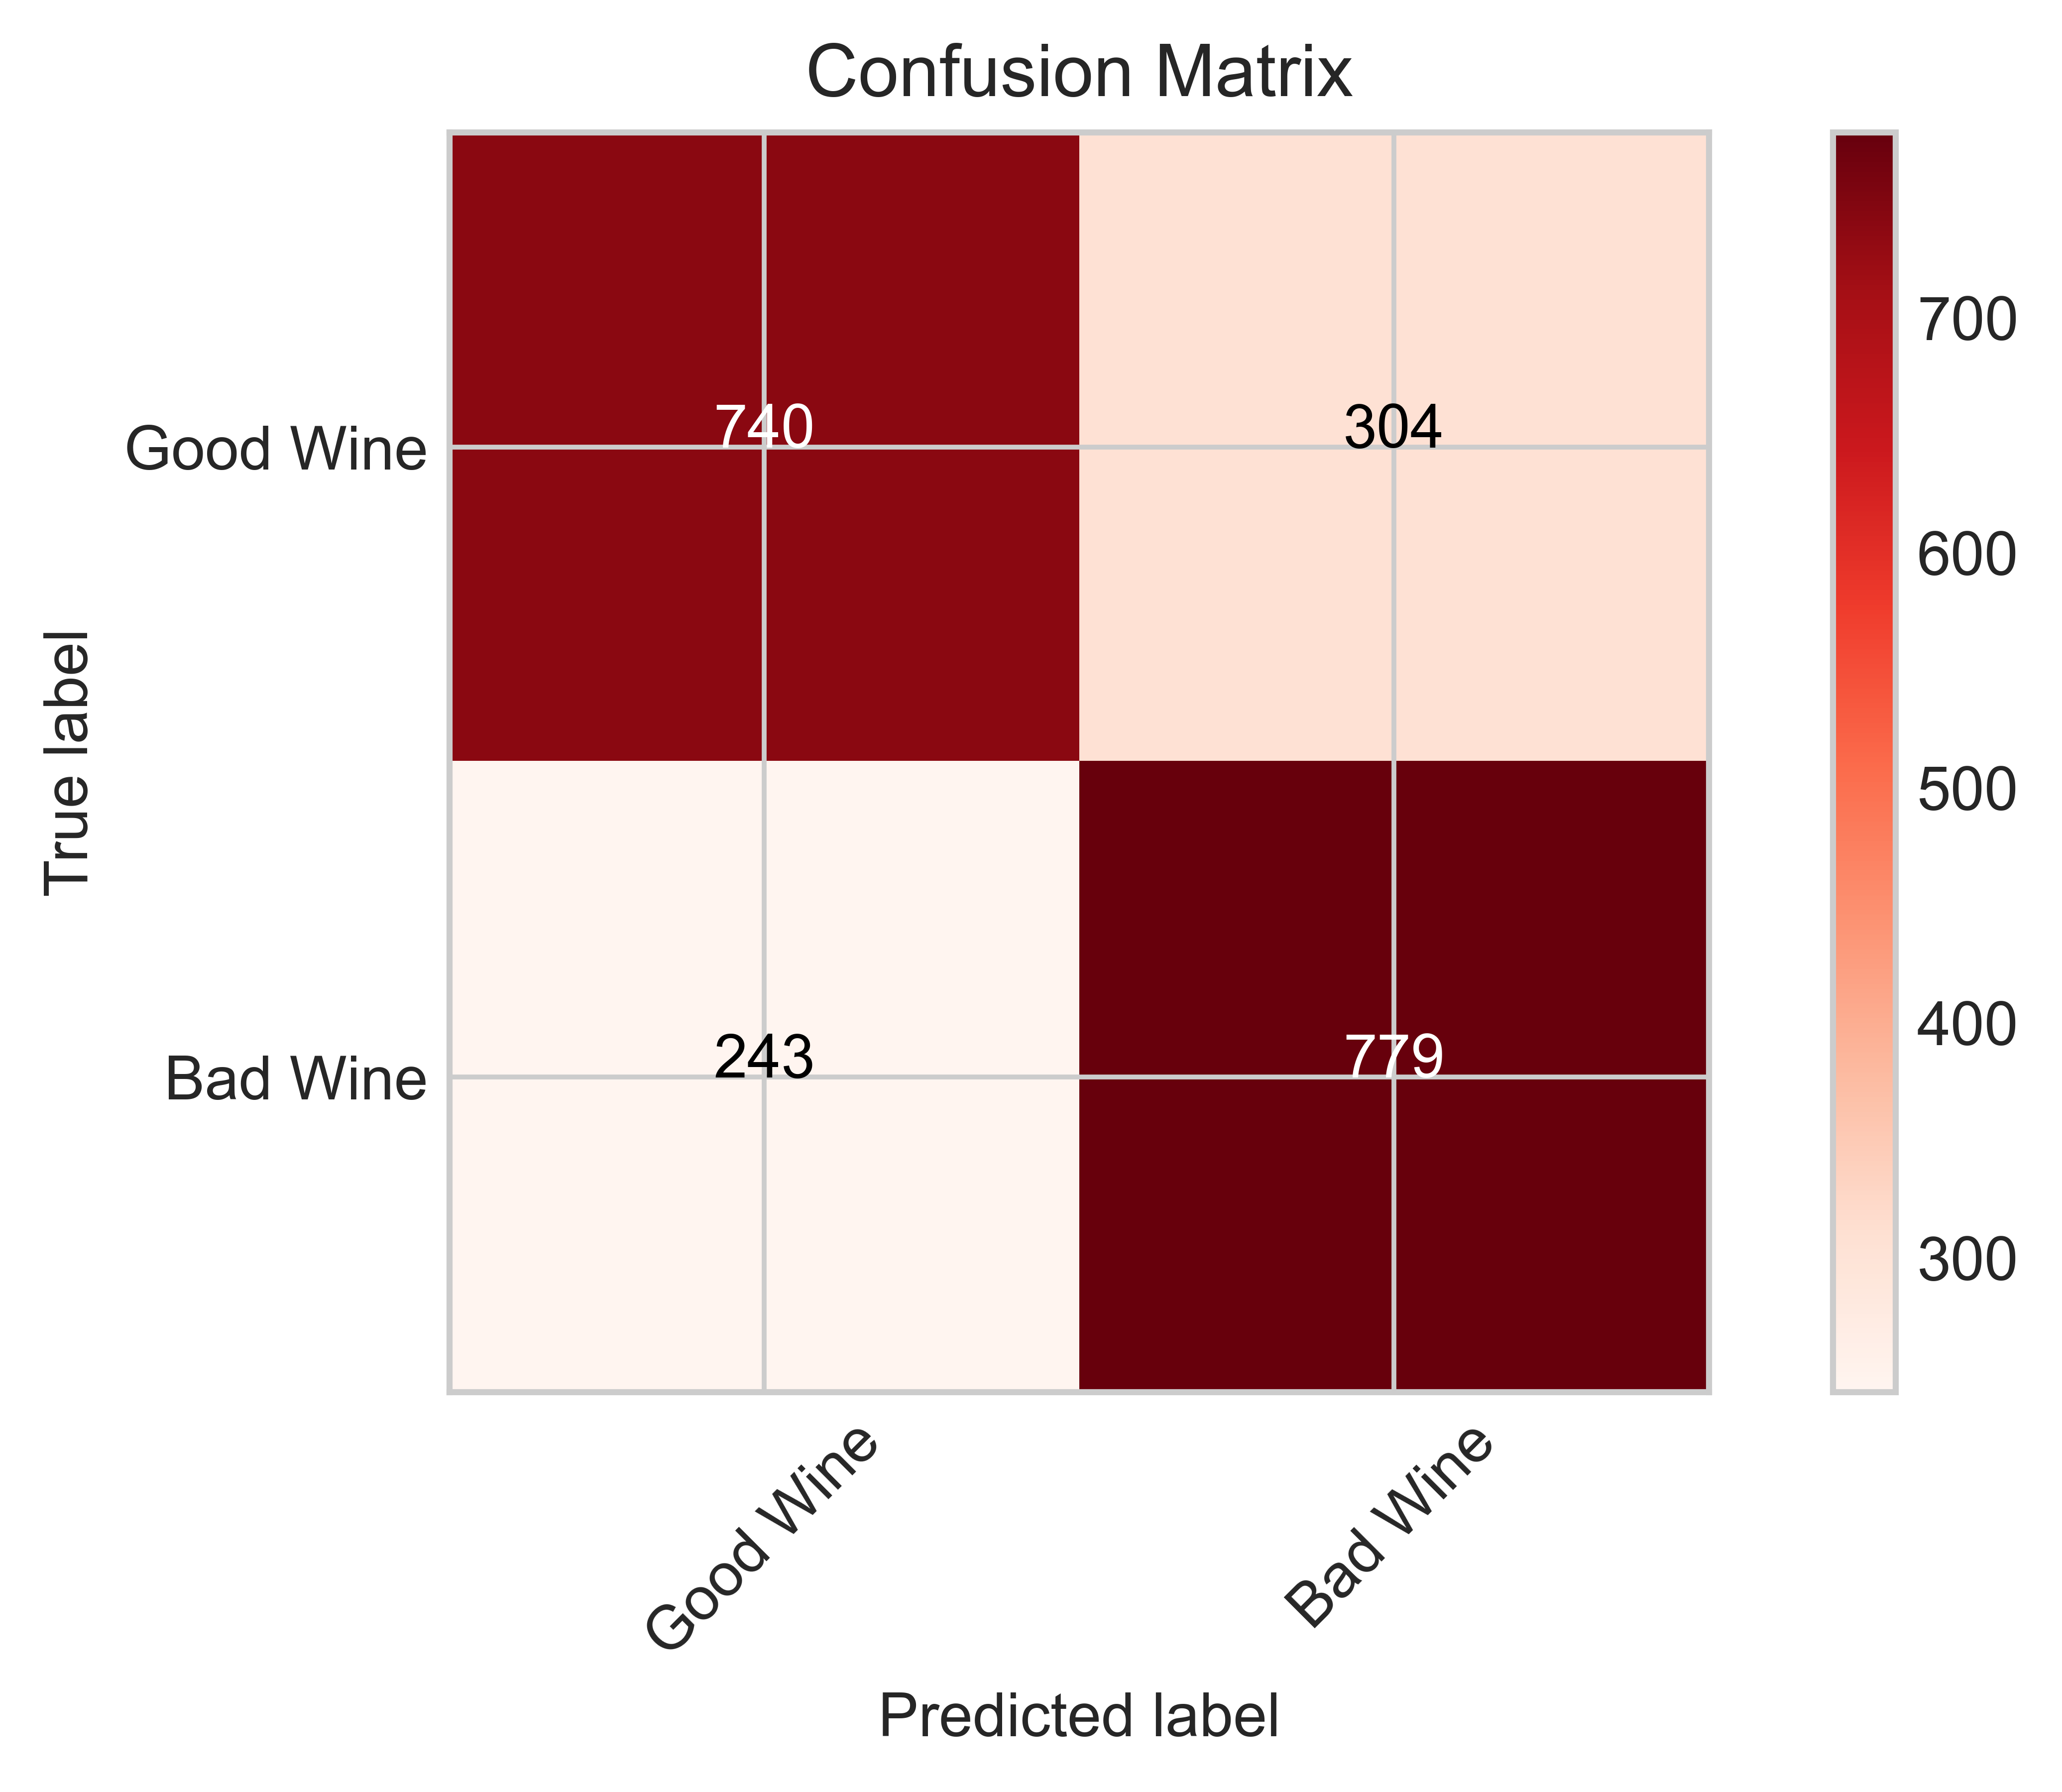 Confusion Matrix
Good Wine
Bad Wine
True label
740
304
243
779
Good Wine
Bad Wine
Predicted label
700
600
500
400
300